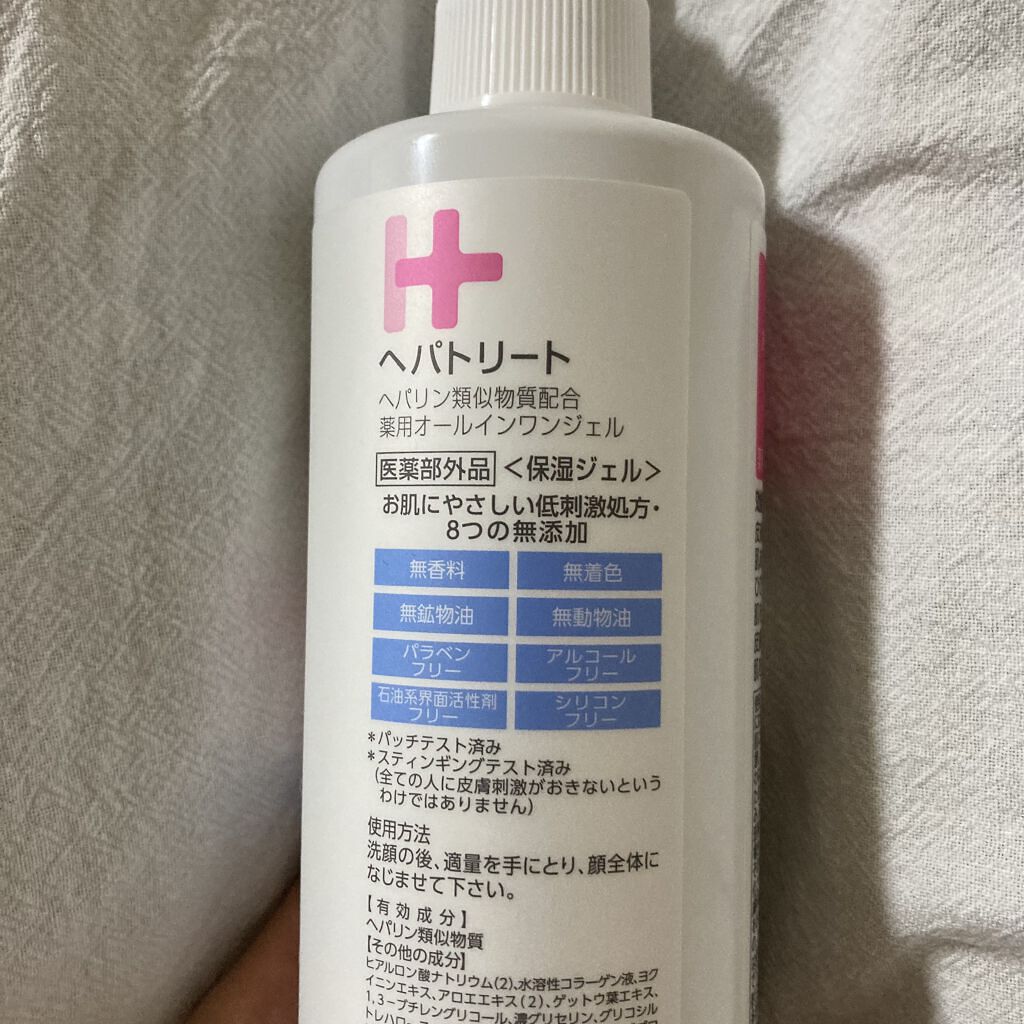 H
ヘパトリート
ヘパリン類似物質配合
薬用オールインワンジェル
医薬部外品 <保湿ジェル>
お肌にやさしい低刺激処方・
8つの無添加
無香料 無着色
無鉱物油 無動物油
パラベン
フリー
アルコール
フリー
石油系界面活性剤
フリー
シリコン
フリー
*パッチテスト済み
*スティンギングテスト済み
(全ての人に皮膚刺激がおきないという
わけではありません)
使用方法
洗顔の後、適量を手にとり、顔全体に
なじませて下さい。
【有効成分】
ヘパリン類似物質
【その他の成分】
ヒアルロン酸ナトリウム(2)、水溶性コラーゲン液、ヨク
イニンエキス、アロエエキス(2)、ゲットウ葉エキス、
1,3-ブチレングリコール、濃グリセリン、グリコシル
トレハロ